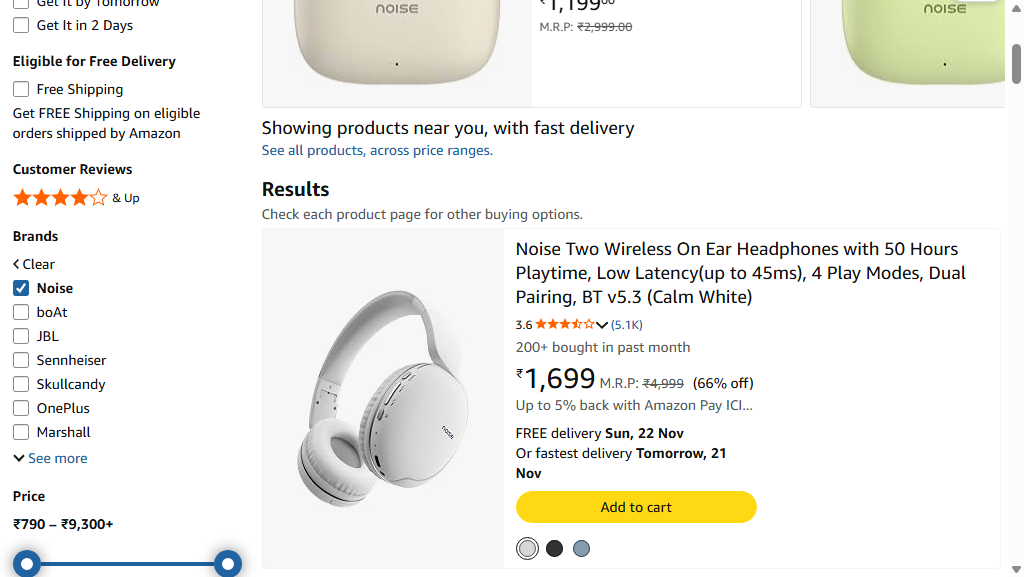 Get It by Tomorrow
Get It in 2 Days
Eligible for Free Delivery
Free Shipping
Get FREE Shipping on eligible
orders shipped by Amazon
Customer Reviews
& Up
Brands
Clear
Noise
boAt
JBL
Sennheiser
Skullcandy
OnePlus
Marshall
See more
Price
₹790 – ₹9,300+
NOISE
₹1,199⁰⁰
M.R.P: ₹2,999.00
NOISE
Showing products near you, with fast delivery
See all products, across price ranges.
Results
Check each product page for other buying options.
noise
Noise Two Wireless On Ear Headphones with 50 Hours
Playtime, Low Latency(up to 45ms), 4 Play Modes, Dual
Pairing, BT v5.3 (Calm White)
3.6 (5.1K)
200+ bought in past month
₹1,699 M.R.P: ₹4,999 (66% off)
Up to 5% back with Amazon Pay ICI...
FREE delivery Sun, 22 Nov
Or fastest delivery Tomorrow, 21
Nov
Add to cart